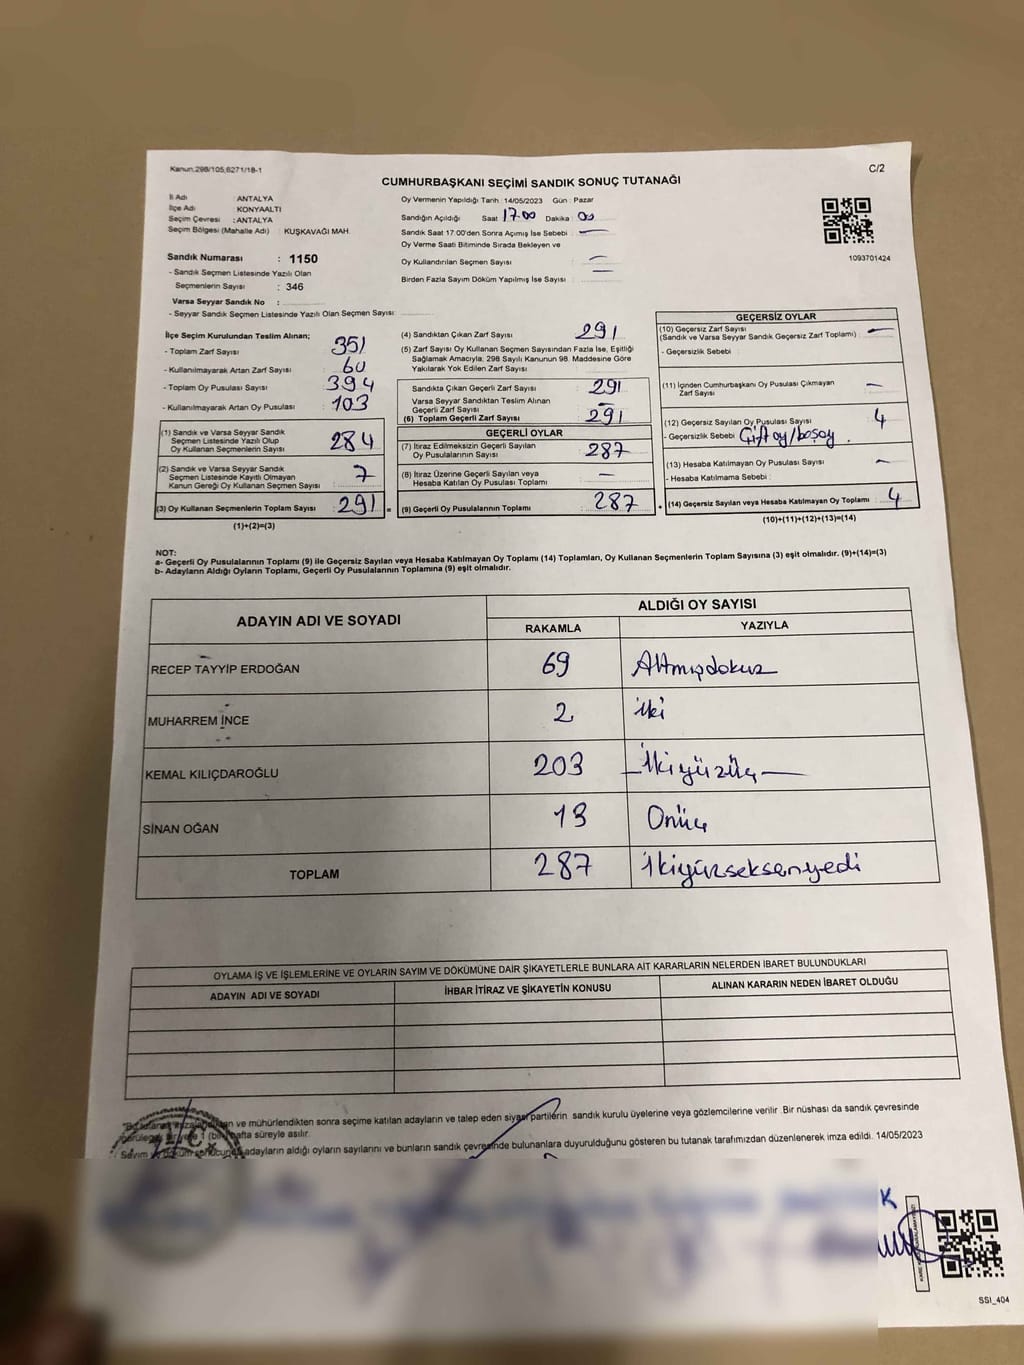 Kanun.298/105;6271/18-1
C/2
CUMHURBAŞKANI SEÇİMİ SANDIK SONUÇ TUTANAĞI
İl Adı ANTALYA
İlçe Adı : KONYAALTI
Seçim Çevresi : ANTALYA
Seçim Bölgesi (Mahalle Adı) : KUŞKAVAĞI MAH.
Sandık Numarası : 1150
- Sandık Seçmen Listesinde Yazılı Olan
Seçmenlerin Sayısı : 346
Varsa Seyyar Sandık No :
- Seyyar Sandık Seçmen Listesinde Yazılı Olan Seçmen Sayısı :
Oy Vermenin Yapıldığı Tarih : 14/05/2023 Gün : Pazar
Sandığın Açıldığı Saat 17.00 Dakika : 00
Sandık Saat 17:00'den Sonra Açımış İse Sebebi : —
Oy Verme Saati Bitiminde Sırada Bekleyen ve
Oy Kullandırılan Seçmen Sayısı : —
Birden Fazla Sayım Döküm Yapılmış İse Sayısı : —
1093701424
İlçe Seçim Kurulundan Teslim Alınan;
- Toplam Zarf Sayısı : 351
- Kullanılmayarak Artan Zarf Sayısı : 60
- Toplam Oy Pusulası Sayısı : 394
- Kullanılmayarak Artan Oy Pusulası : 103
(1) Sandık ve Varsa Seyyar Sandık
Seçmen Listesinde Yazılı Olup
Oy Kullanan Seçmenlerin Sayısı : 284
(2) Sandık ve Varsa Seyyar Sandık
Seçmen Listesinde Kayıtlı Olmayan
Kanun Gereği Oy Kullanan Seçmen Sayısı : 7
(3) Oy Kullanan Seçmenlerin Toplam Sayısı : 291
(1)+(2)=(3)
(4) Sandıktan Çıkan Zarf Sayısı : 291
(5) Zarf Sayısı Oy Kullanan Seçmen Sayısından Fazla İse, Eşitliği
Sağlamak Amacıyla, 298 Sayılı Kanunun 98. Maddesine Göre
Yakılarak Yok Edilen Zarf Sayısı :
Sandıkta Çıkan Geçerli Zarf Sayısı : 291
Varsa Seyyar Sandıktan Teslim Alınan
Geçerli Zarf Sayısı : —
(6) Toplam Geçerli Zarf Sayısı : 291
GEÇERLİ OYLAR
(7) İtiraz Edilmeksizin Geçerli Sayılan
Oy Pusulalarının Sayısı : 287
(8) İtiraz Üzerine Geçerli Sayılan veya
Hesaba Katılan Oy Pusulası Toplamı : —
(9) Geçerli Oy Pusulalarının Toplamı : 287
GEÇERSİZ OYLAR
(10) Geçersiz Zarf Sayısı : —
(Sandık ve Varsa Seyyar Sandık Geçersiz Zarf Toplamı)
- Geçersizlik Sebebi :
(11) İçinden Cumhurbaşkanı Oy Pusulası Çıkmayan
Zarf Sayısı : —
(12) Geçersiz Sayılan Oy Pusulası Sayısı : 4
- Geçersizlik Sebebi : Çift oy/boşoy.
(13) Hesaba Katılmayan Oy Pusulası Sayısı : —
- Hesaba Katılmama Sebebi :
(14) Geçersiz Sayılan veya Hesaba Katılmayan Oy Toplamı : 4
(10)+(11)+(12)+(13)=(14)
NOT:
a- Geçerli Oy Pusulalarının Toplamı (9) ile Geçersiz Sayılan veya Hesaba Katılmayan Oy Toplamı (14) Toplamları, Oy Kullanan Seçmenlerin Toplam Sayısına (3) eşit olmalıdır. (9)+(14)=(3)
b- Adayların Aldığı Oyların Toplamı, Geçerli Oy Pusulalarının Toplamına (9) eşit olmalıdır.
ADAYIN ADI VE SOYADI
ALDIĞI OY SAYISI
RAKAMLA YAZIYLA
RECEP TAYYİP ERDOĞAN 69 Altmışdokuz
MUHARREM İNCE 2 iki
KEMAL KILIÇDAROĞLU 203 —İkiyüzüç—
SİNAN OĞAN 13 Onüç
TOPLAM 287 ikiyüzseksenyedi
OYLAMA İŞ VE İŞLEMLERİNE VE OYLARIN SAYIM VE DÖKÜMÜNE DAİR ŞİKAYETLERLE BUNLARA AİT KARARLARIN NELERDEN İBARET BULUNDUKLARI
ADAYIN ADI VE SOYADI İHBAR İTİRAZ VE ŞİKAYETİN KONUSU ALINAN KARARIN NEDEN İBARET OLDUĞU
ve mühürlendikten sonra seçime katılan adayların ve talep eden siyasi partilerin sandık kurulu üyelerine veya gözlemcilerine verilir. Bir nüshası da sandık çevresinde
1 (bir) hafta süreyle asılır.
Sayım adayların aldığı oyların sayılarını ve bunların sandık çevresinde bulunanlara duyurulduğunu gösteren bu tutanak tarafımızdan düzenlenerek imza edildi. 14/05/2023
SSI_404